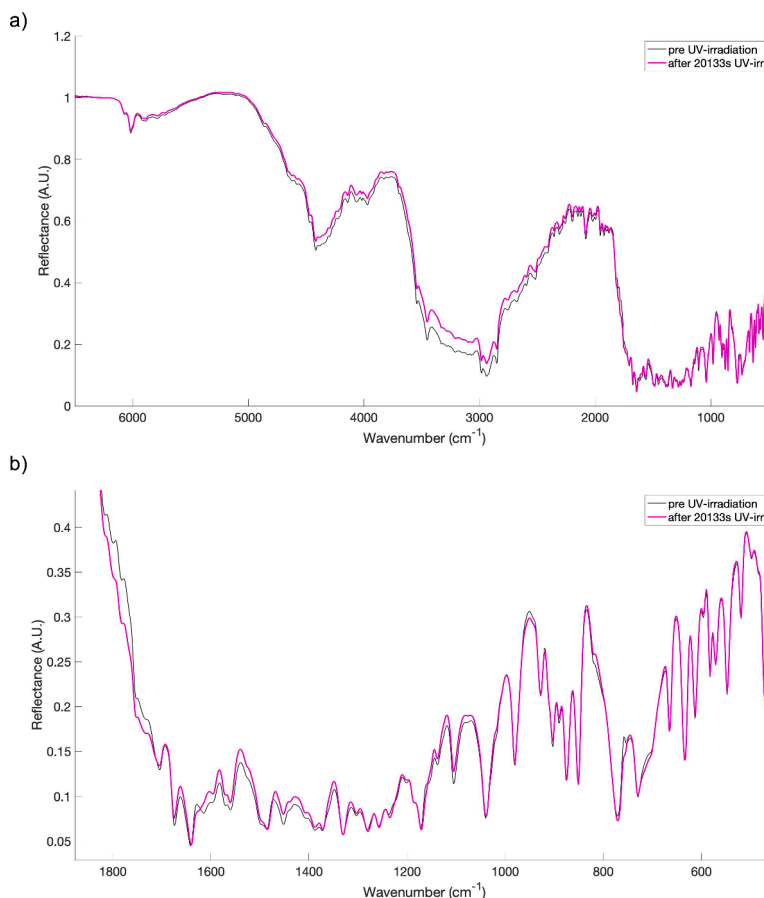 a)
1.2
pre UV-irradiation
after 20133s UV-irr
1
0.8
0.6
0.4
0.2
0
Reflectance (A.U.)
6000 5000 4000 3000 2000 1000
Wavenumber (cm⁻¹)
b)
pre UV-irradiation
after 20133s UV-irr
0.4
0.35
0.3
0.25
0.2
0.15
0.1
0.05
Reflectance (A.U.)
1800 1600 1400 1200 1000 800 600
Wavenumber (cm⁻¹)